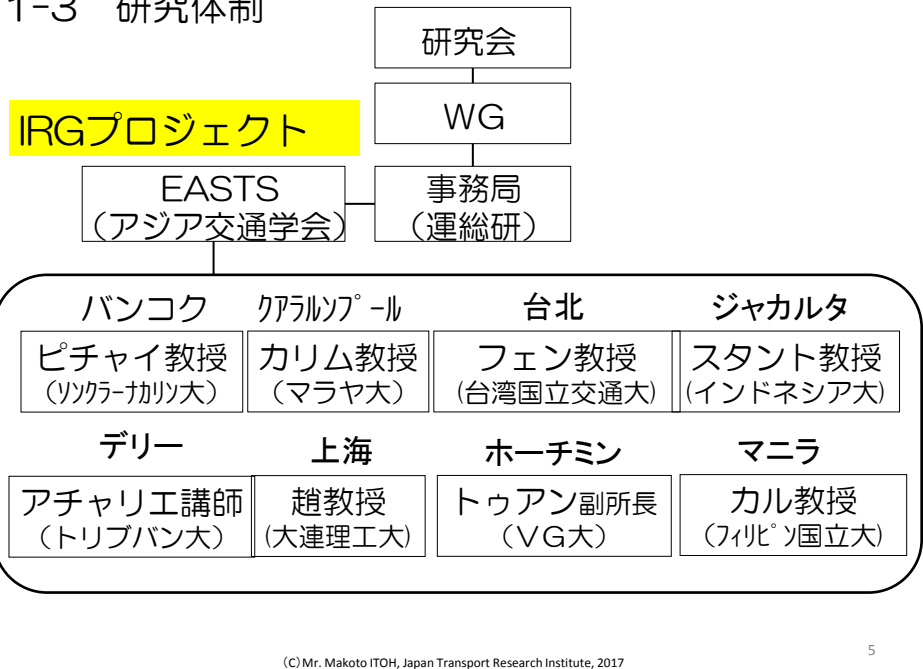 1-3 研究体制
研究会
WG
IRGプロジェクト
EASTS
（アジア交通学会）
事務局
（運総研）
バンコク
ｸｱﾗﾙﾝﾌﾟｰﾙ
台北
ジャカルタ
ピチャイ教授
（ｿﾝｸﾗｰﾅｶﾘﾝ大）
カリム教授
（マラヤ大）
フェン教授
(台湾国立交通大)
スタント教授
(インドネシア大)
デリー
上海
ホーチミン
マニラ
アチャリエ講師
（トリブバン大）
趙教授
(大連理工大)
トゥアン副所長
（VG大）
カル教授
(ﾌｨﾘﾋﾟﾝ国立大)
（C）Mr. Makoto ITOH, Japan Transport Research Institute, 2017
5